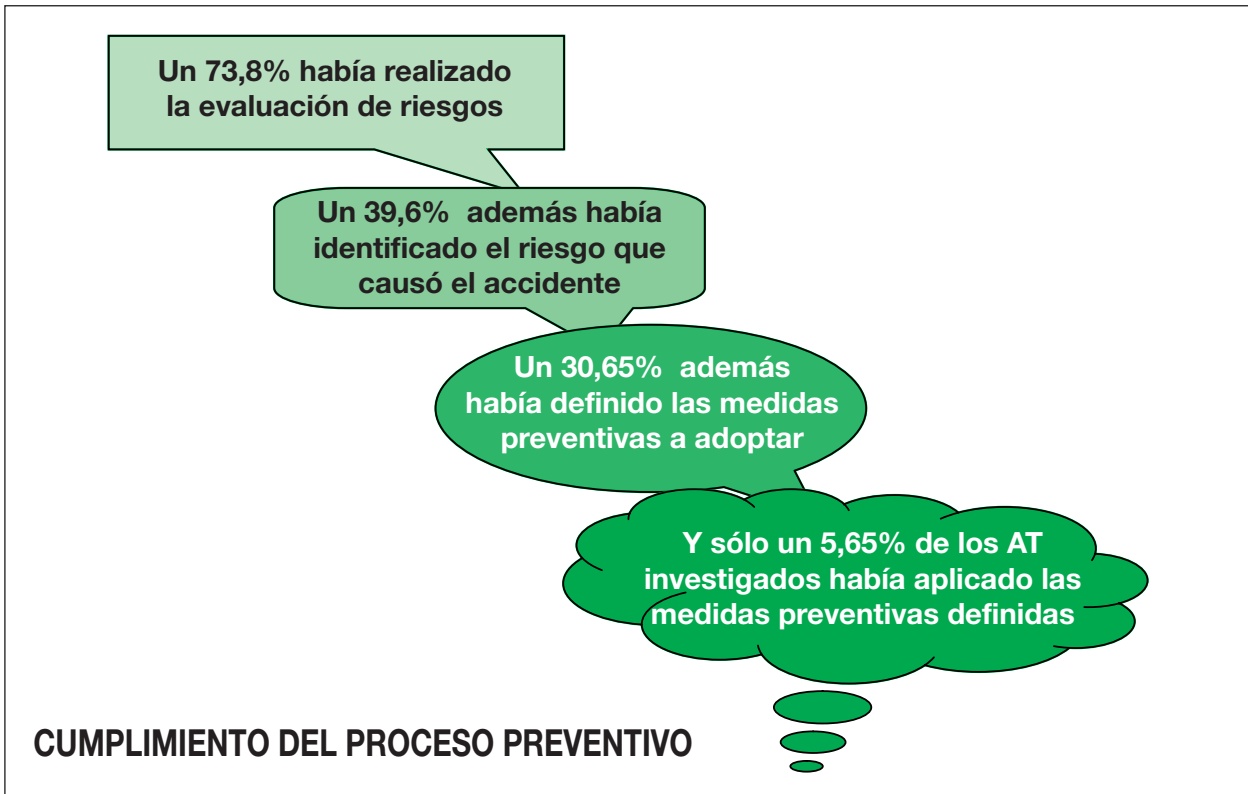 Un 73,8% había realizado
la evaluación de riesgos
Un 39,6% además había
identificado el riesgo que
causó el accidente
Un 30,65% además
había definido las medidas
preventivas a adoptar
Y sólo un 5,65% de los AT
investigados había aplicado las
medidas preventivas definidas
CUMPLIMIENTO DEL PROCESO PREVENTIVO